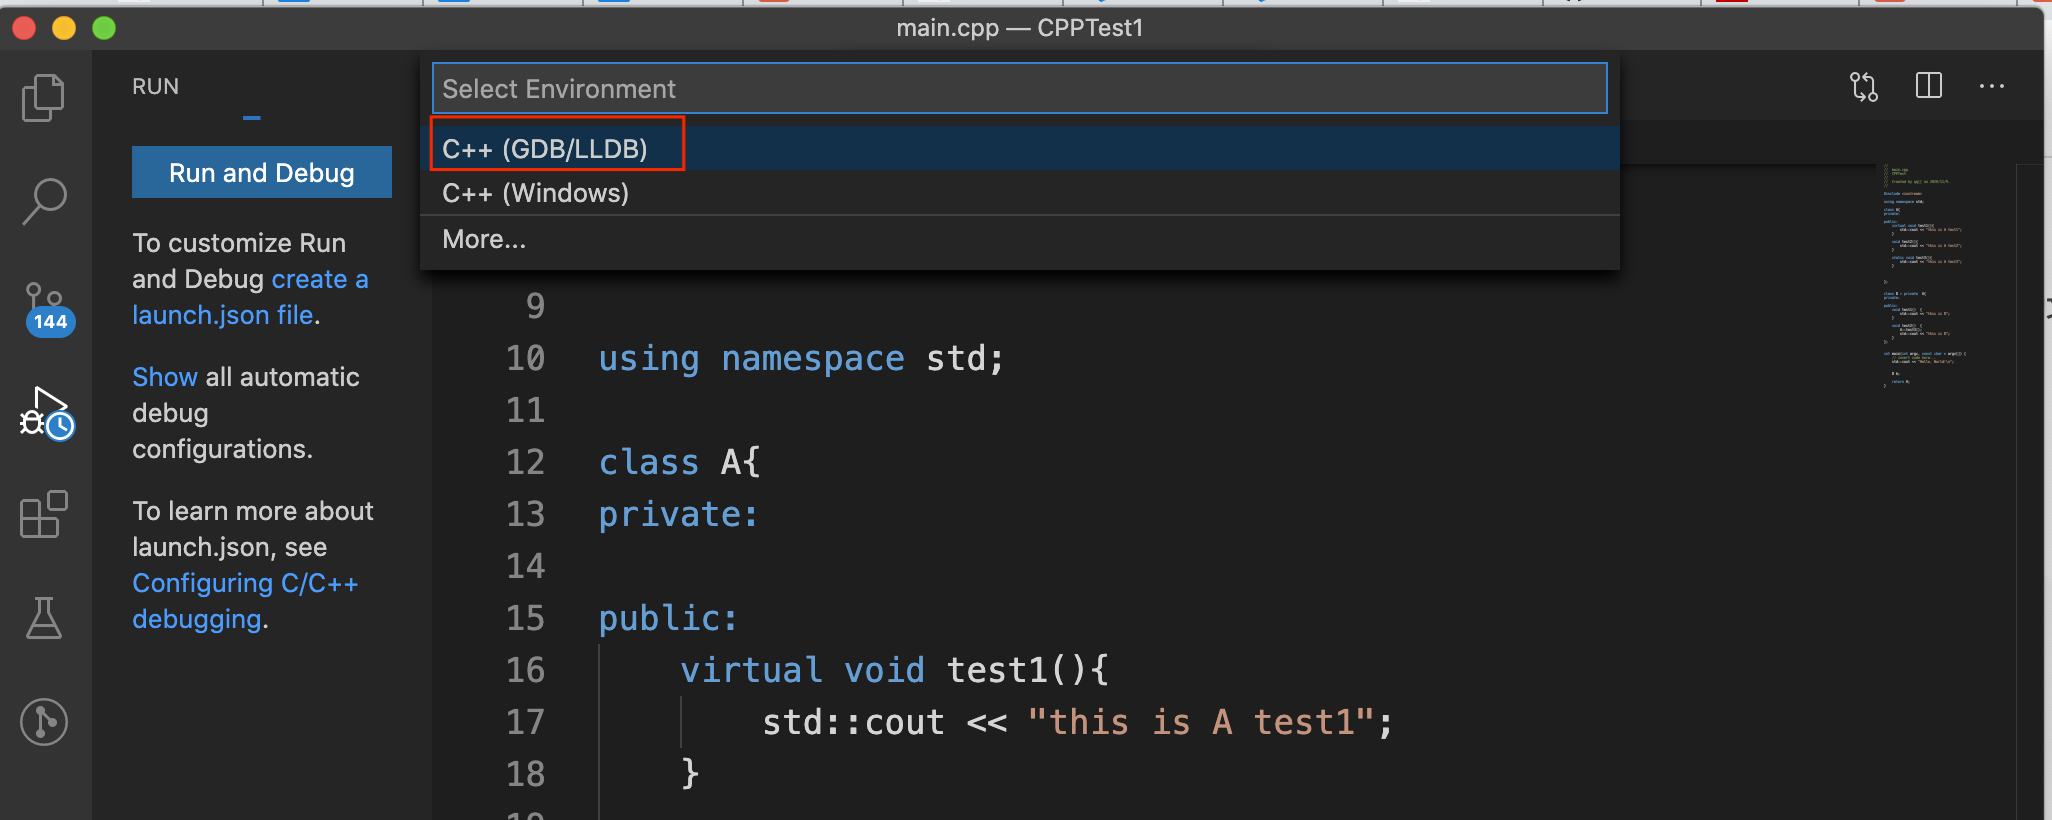 main.cpp — CPPTest1
RUN
Run and Debug
To customize Run
and Debug create a
launch.json file.
Show all automatic
debug
configurations.
To learn more about
launch.json, see
Configuring C/C++
debugging.
144
Select Environment
C++ (GDB/LLDB)
C++ (Windows)
More...
9
10 using namespace std;
11
12 class A{
13 private:
14
15 public:
16 virtual void test1(){
17 std::cout << "this is A test1";
18 }